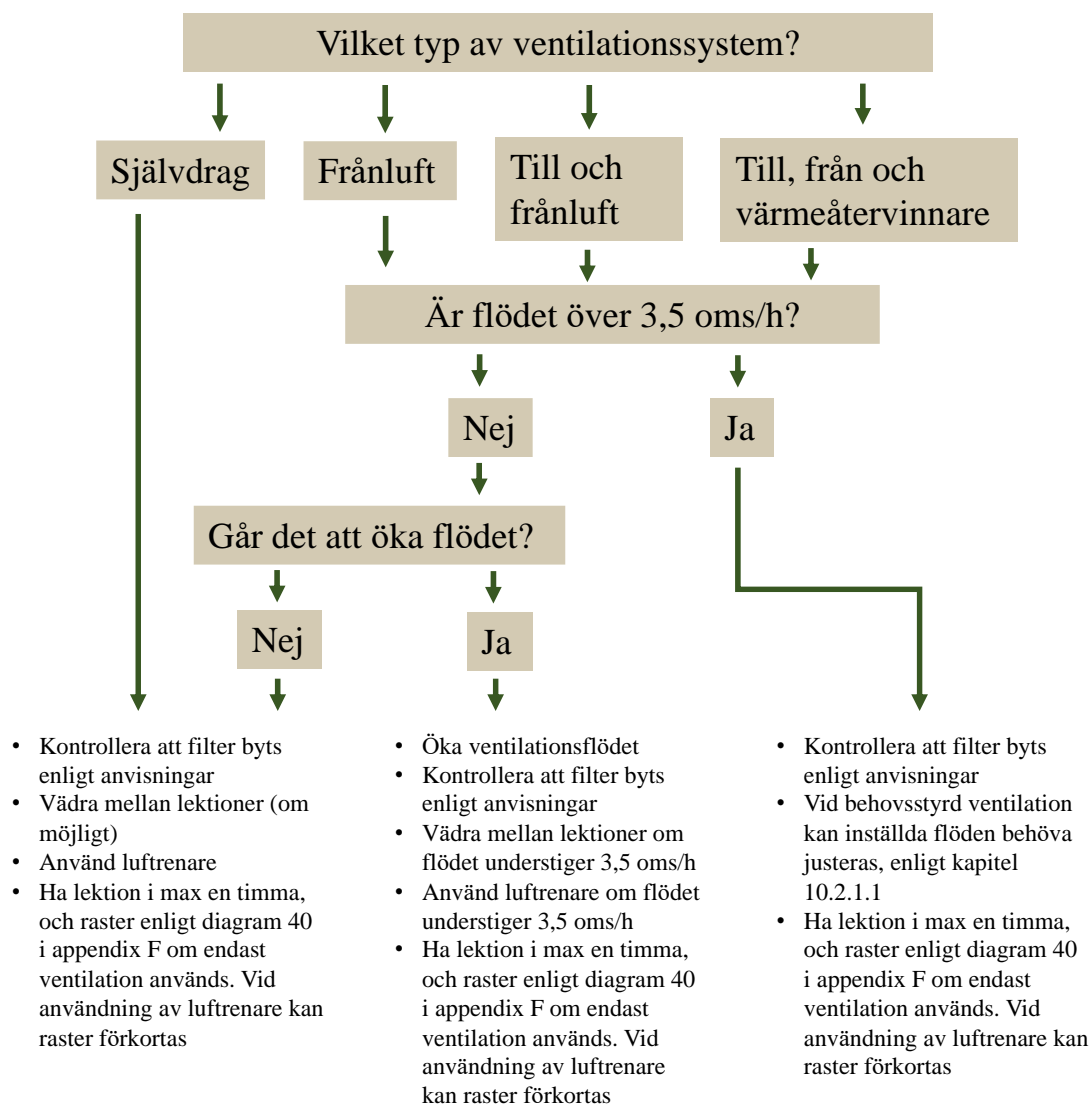 Vilket typ av ventilationssystem?
Självdrag
Frånluft
Till och
frånluft
Till, från och
värmeåtervinnare
Är flödet över 3,5 oms/h?
Nej
Ja
Går det att öka flödet?
Nej
Ja
• Kontrollera att filter byts
enligt anvisningar
• Vädra mellan lektioner (om
möjligt)
• Använd luftrenare
• Ha lektion i max en timma,
och raster enligt diagram 40
i appendix F om endast
ventilation används. Vid
användning av luftrenare kan
raster förkortas
• Öka ventilationsflödet
• Kontrollera att filter byts
enligt anvisningar
• Vädra mellan lektioner om
flödet understiger 3,5 oms/h
• Använd luftrenare om flödet
understiger 3,5 oms/h
• Ha lektion i max en timma,
och raster enligt diagram 40
i appendix F om endast
ventilation används. Vid
användning av luftrenare
kan raster förkortas
• Kontrollera att filter byts
enligt anvisningar
• Vid behovsstyrd ventilation
kan inställda flöden behöva
justeras, enligt kapitel
10.2.1.1
• Ha lektion i max en timma,
och raster enligt diagram 40
i appendix F om endast
ventilation används. Vid
användning av luftrenare kan
raster förkortas